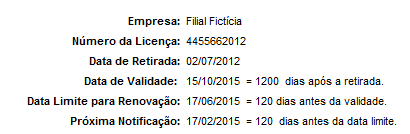 Empresa: Filial Fictícia
Número da Licença: 4455662012
Data de Retirada: 02/07/2012
Data de Validade: 15/10/2015 = 1200 dias após a retirada.
Data Limite para Renovação: 17/06/2015 = 120 dias antes da validade.
Próxima Notificação: 17/02/2015 = 120 dias antes da data limite.